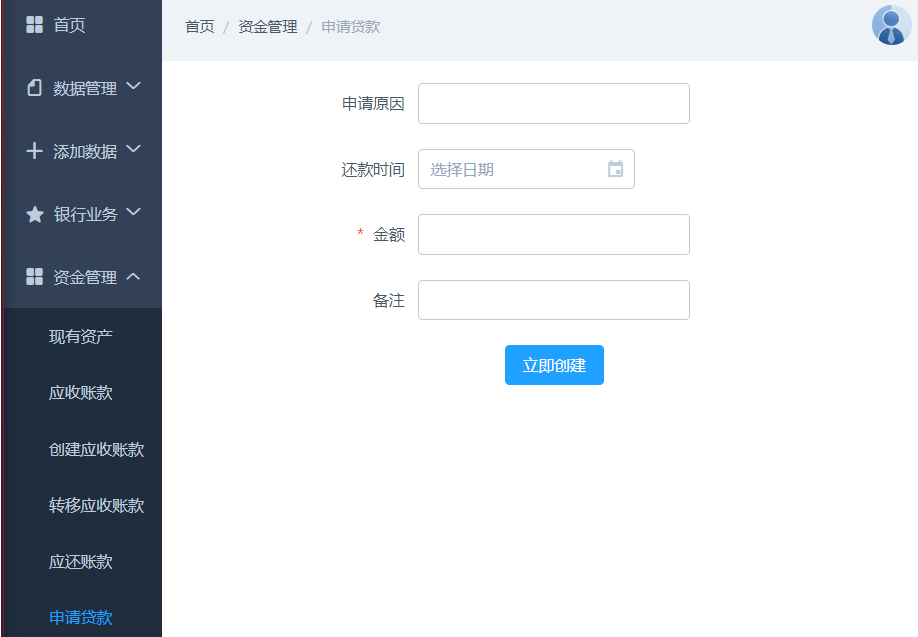 首页
数据管理
添加数据
银行业务
资金管理
现有资产
应收账款
创建应收账款
转移应收账款
应还账款
申请贷款
首页 / 资金管理 / 申请贷款
申请原因
还款时间 选择日期
* 金额
备注
立即创建